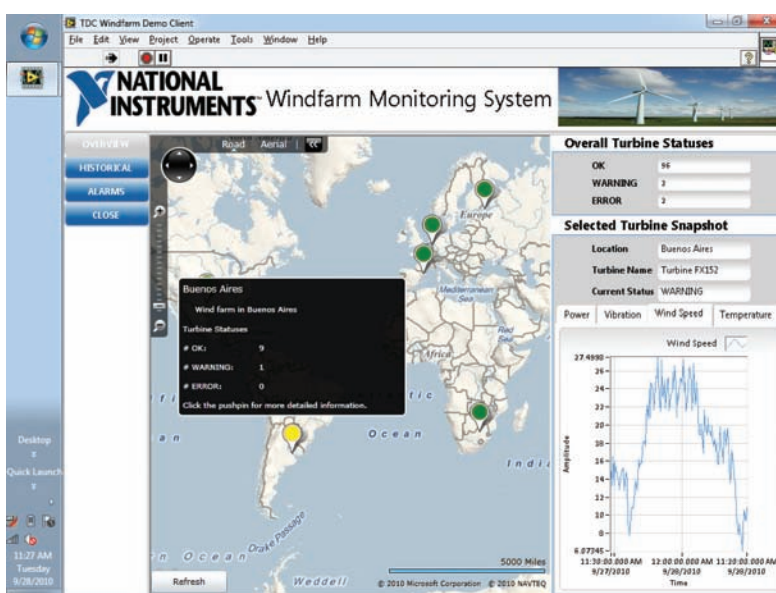 TDC Windfarm Demo Client
File Edit View Project Operate Tools Window Help
NATIONAL
INSTRUMENTS Windfarm Monitoring System
OVERVIEW
HISTORICAL
ALARMS
CLOSE
Road Aerial
Europe
Mediterranean
Sea
Red
Sea
Africa
Buenos Aires
Wind farm in Buenos Aires
Turbine Statuses
# OK: 9
# WARNING: 1
# ERROR: 0
Click the pushpin for more detailed information.
tic
Ocean
an
Indi
Drake Passage
n Ocean
Weddell
5000 Miles
Refresh
© 2010 Microsoft Corporation © 2010 NAVTEQ
Overall Turbine Statuses
OK 96
WARNING 2
ERROR 2
Selected Turbine Snapshot
Location Buenos Aires
Turbine Name Turbine FX152
Current Status WARNING
Power Vibration Wind Speed Temperature
Wind Speed
27.4990
26
24
22
20
18
16
14
12
10
8
6.07245
Amplitude
11:30:00.000 AM 12:00:00.000 AM 11:30:00.000 AM
9/27/2010 9/28/2010 9/28/2010
Time
Desktop
Quick Launch
11:27 AM
Tuesday
9/28/2010